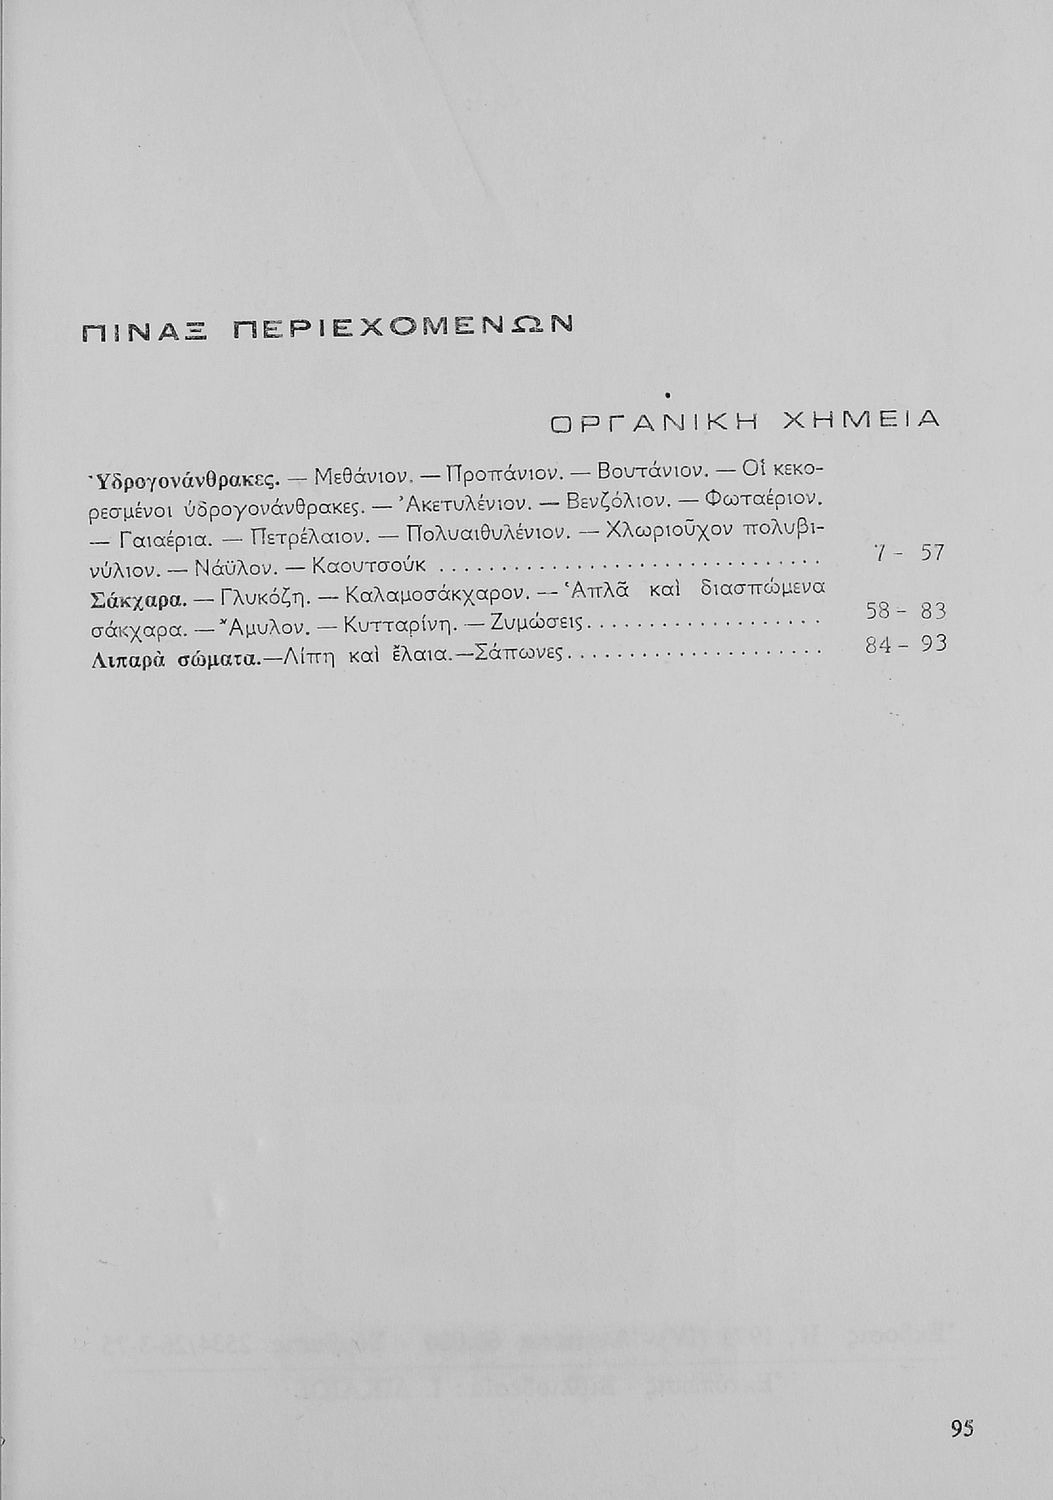 ΠΙΝΑΞ ΠΕΡΙΕΧΟΜΕΝΩΝ
ΟΡΓΑΝΙΚΗ ΧΗΜΕΙΑ
Ὑδρογονάνθρακες. — Μεθάνιον. — Προπάνιον. — Βουτάνιον. — Οἱ κεκο-
ρεσμένοι ὑδρογονάνθρακες. — Ἀκετυλένιον. — Βενζόλιον. — Φωταέριον.
— Γαιαέρια. — Πετρέλαιον. — Πολυαιθυλένιον. — Χλωριοῦχον πολυβι-
νύλιον. — Νάϋλον. — Καουτσούκ .............................. 7 - 57
Σάκχαρα. — Γλυκόζη. — Καλαμοσάκχαρον. — Ἁπλᾶ καὶ διασπώμενα
σάκχαρα. — Ἄμυλον. — Κυτταρίνη. — Ζυμώσεις.................. 58 - 83
Λιπαρὰ σώματα.—Λίπη καὶ ἔλαια.—Σάπωνες.................... 84 - 93
95